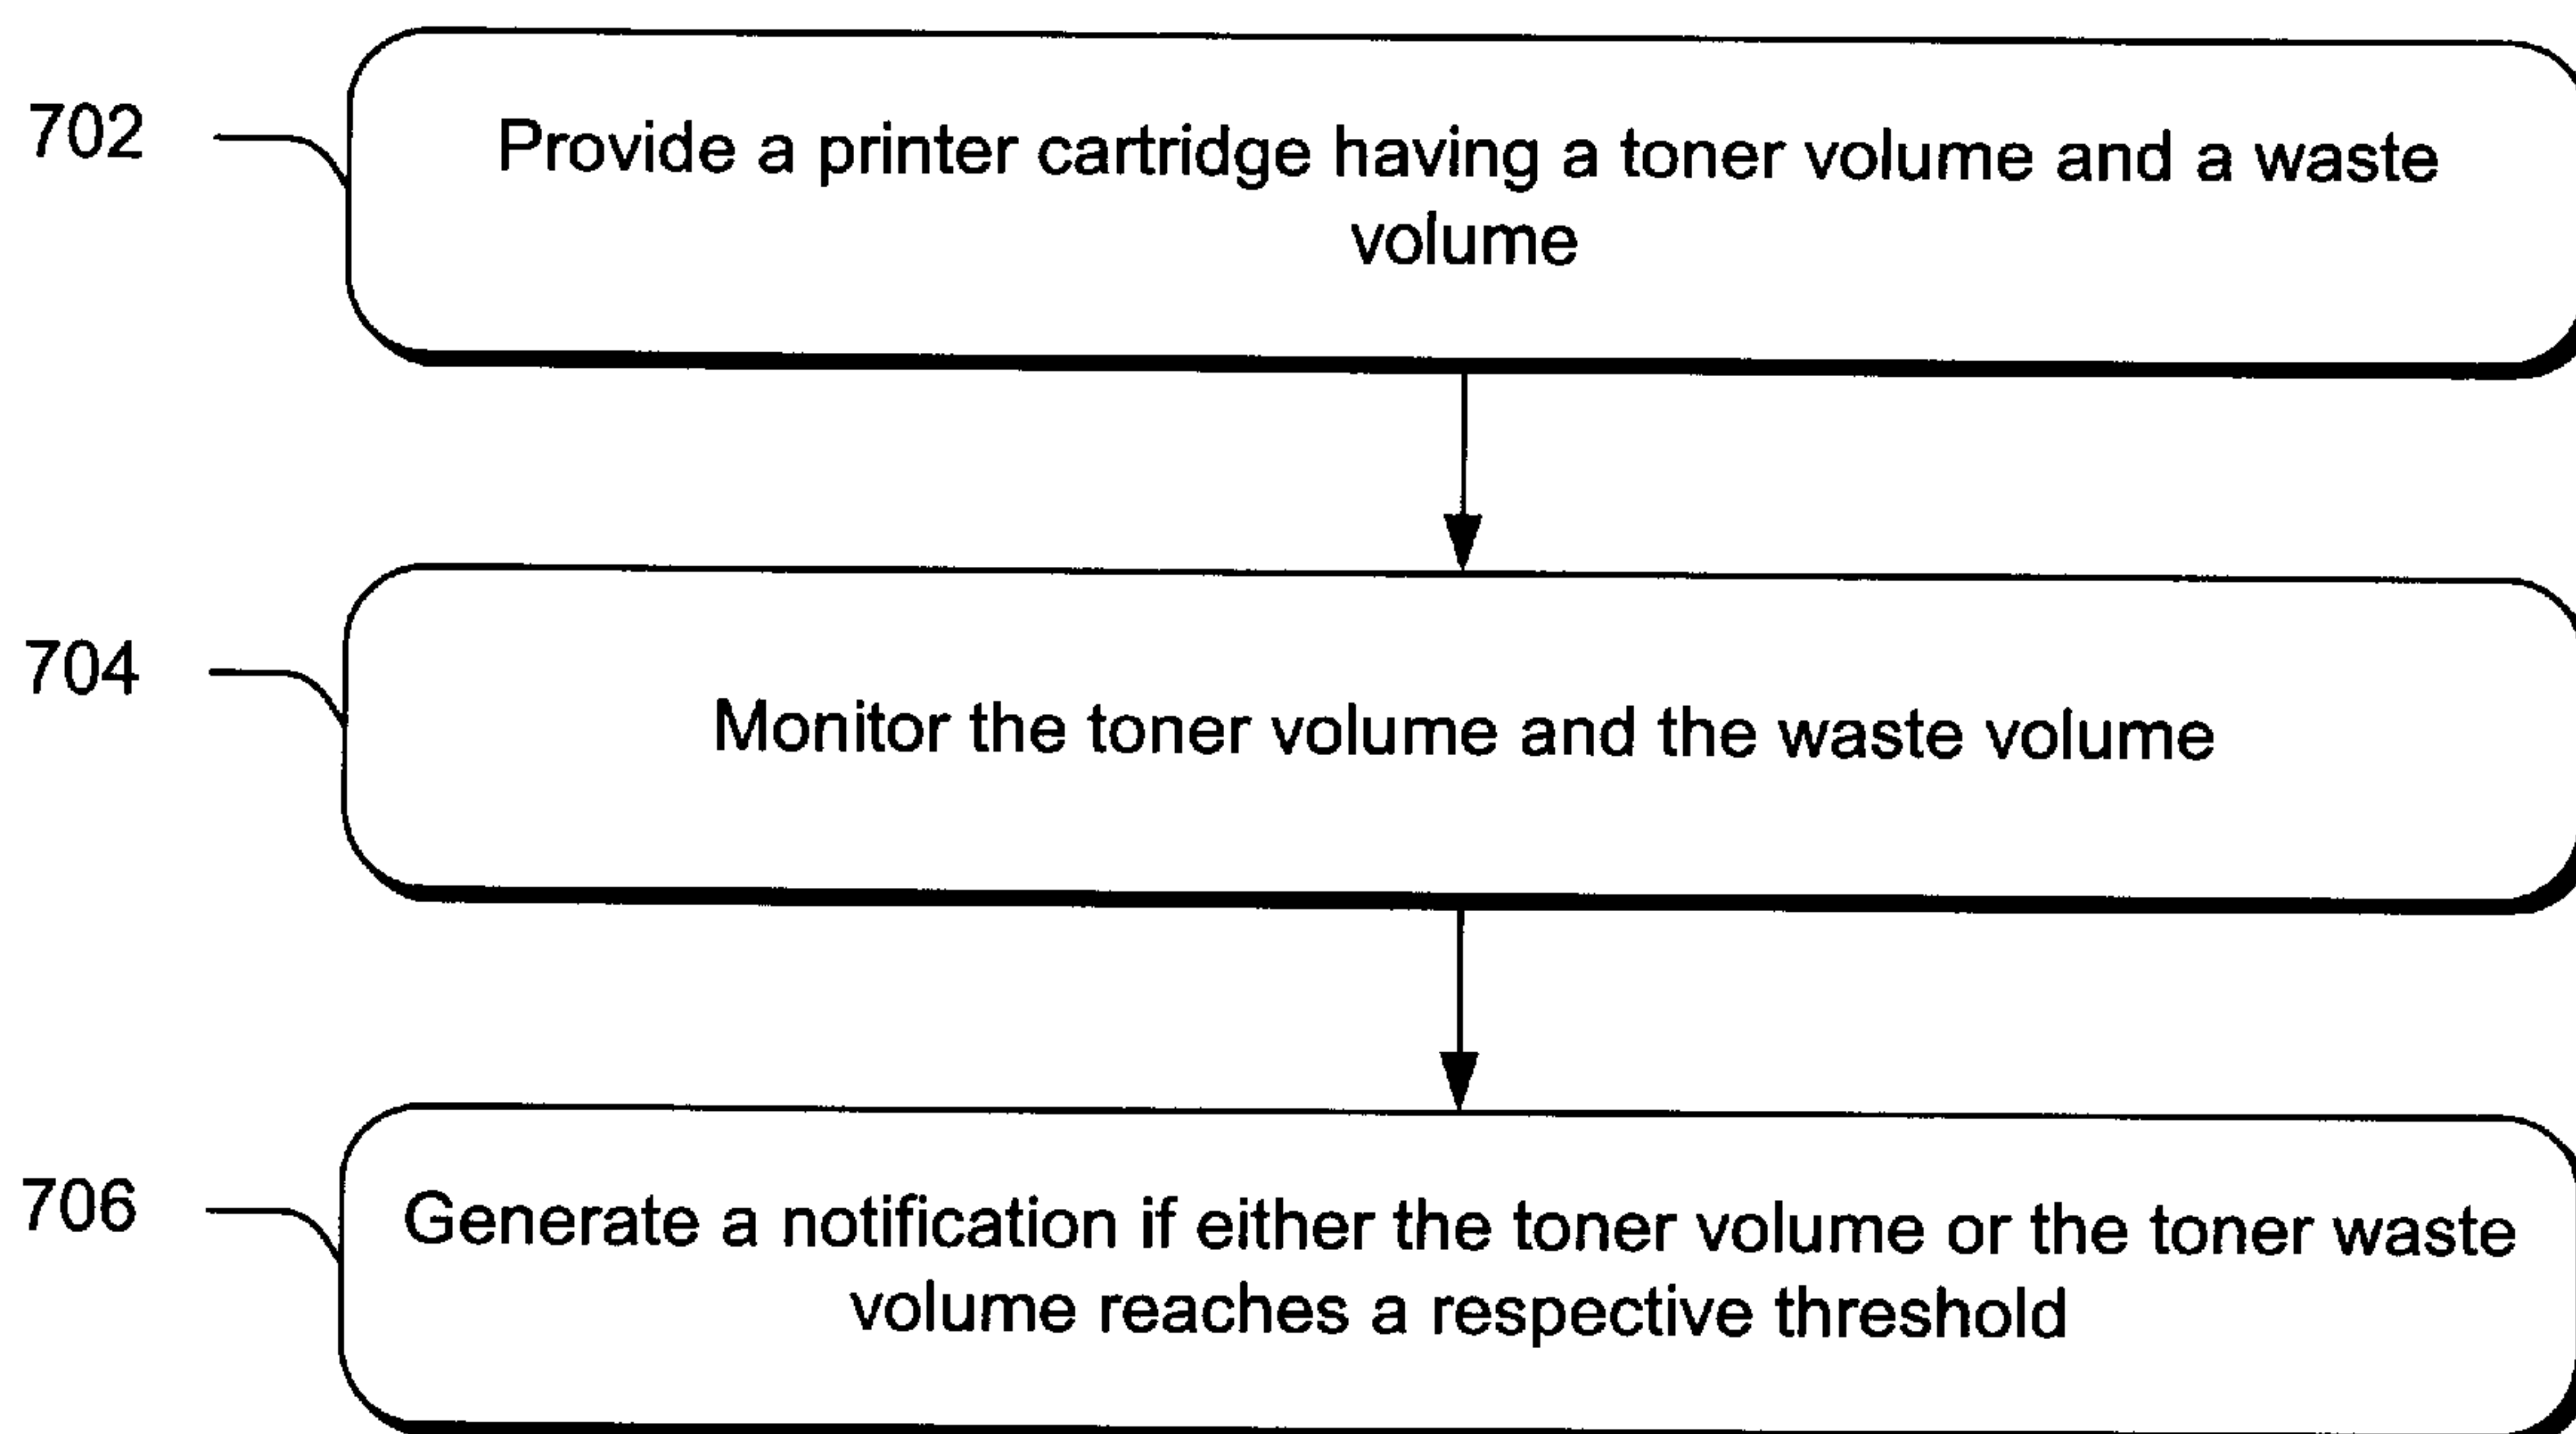 702
Provide a printer cartridge having a toner volume and a waste
volume
704
Monitor the toner volume and the waste volume
706
Generate a notification if either the toner volume or the toner waste
volume reaches a respective threshold